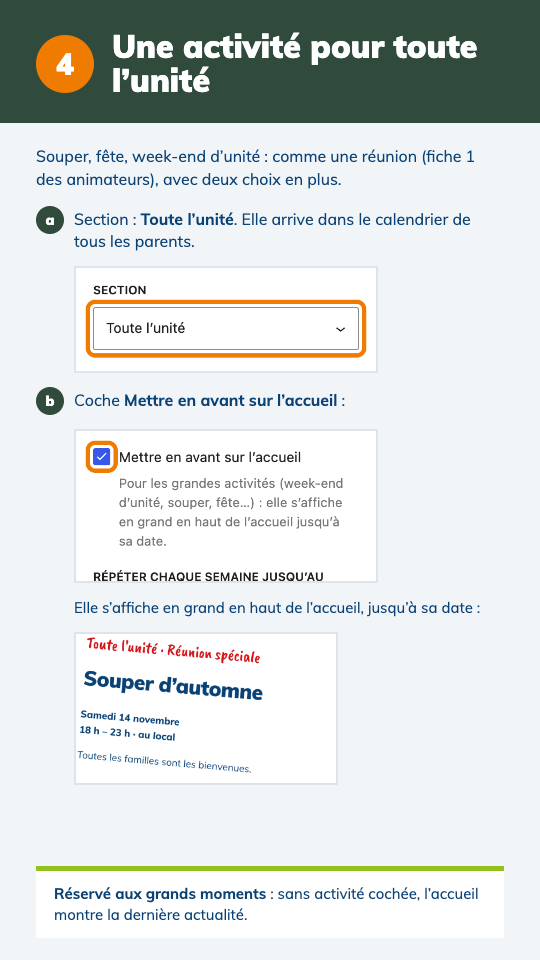 4
Une activité pour toute
l’unité
Souper, fête, week-end d’unité : comme une réunion (fiche 1
des animateurs), avec deux choix en plus.
a
Section : Toute l’unité. Elle arrive dans le calendrier de
tous les parents.
SECTION
Toute l’unité
b
Coche Mettre en avant sur l’accueil :
Mettre en avant sur l’accueil
Pour les grandes activités (week-end
d’unité, souper, fête…) : elle s’affiche
en grand en haut de l’accueil jusqu’à
sa date.
RÉPÉTER CHAQUE SEMAINE JUSQU’AU
Elle s’affiche en grand en haut de l’accueil, jusqu’à sa date :
Toute l’unité · Réunion spéciale
Souper d’automne
Samedi 14 novembre
18 h – 23 h · au local
Toutes les familles sont les bienvenues.
Réservé aux grands moments : sans activité cochée, l’accueil
montre la dernière actualité.